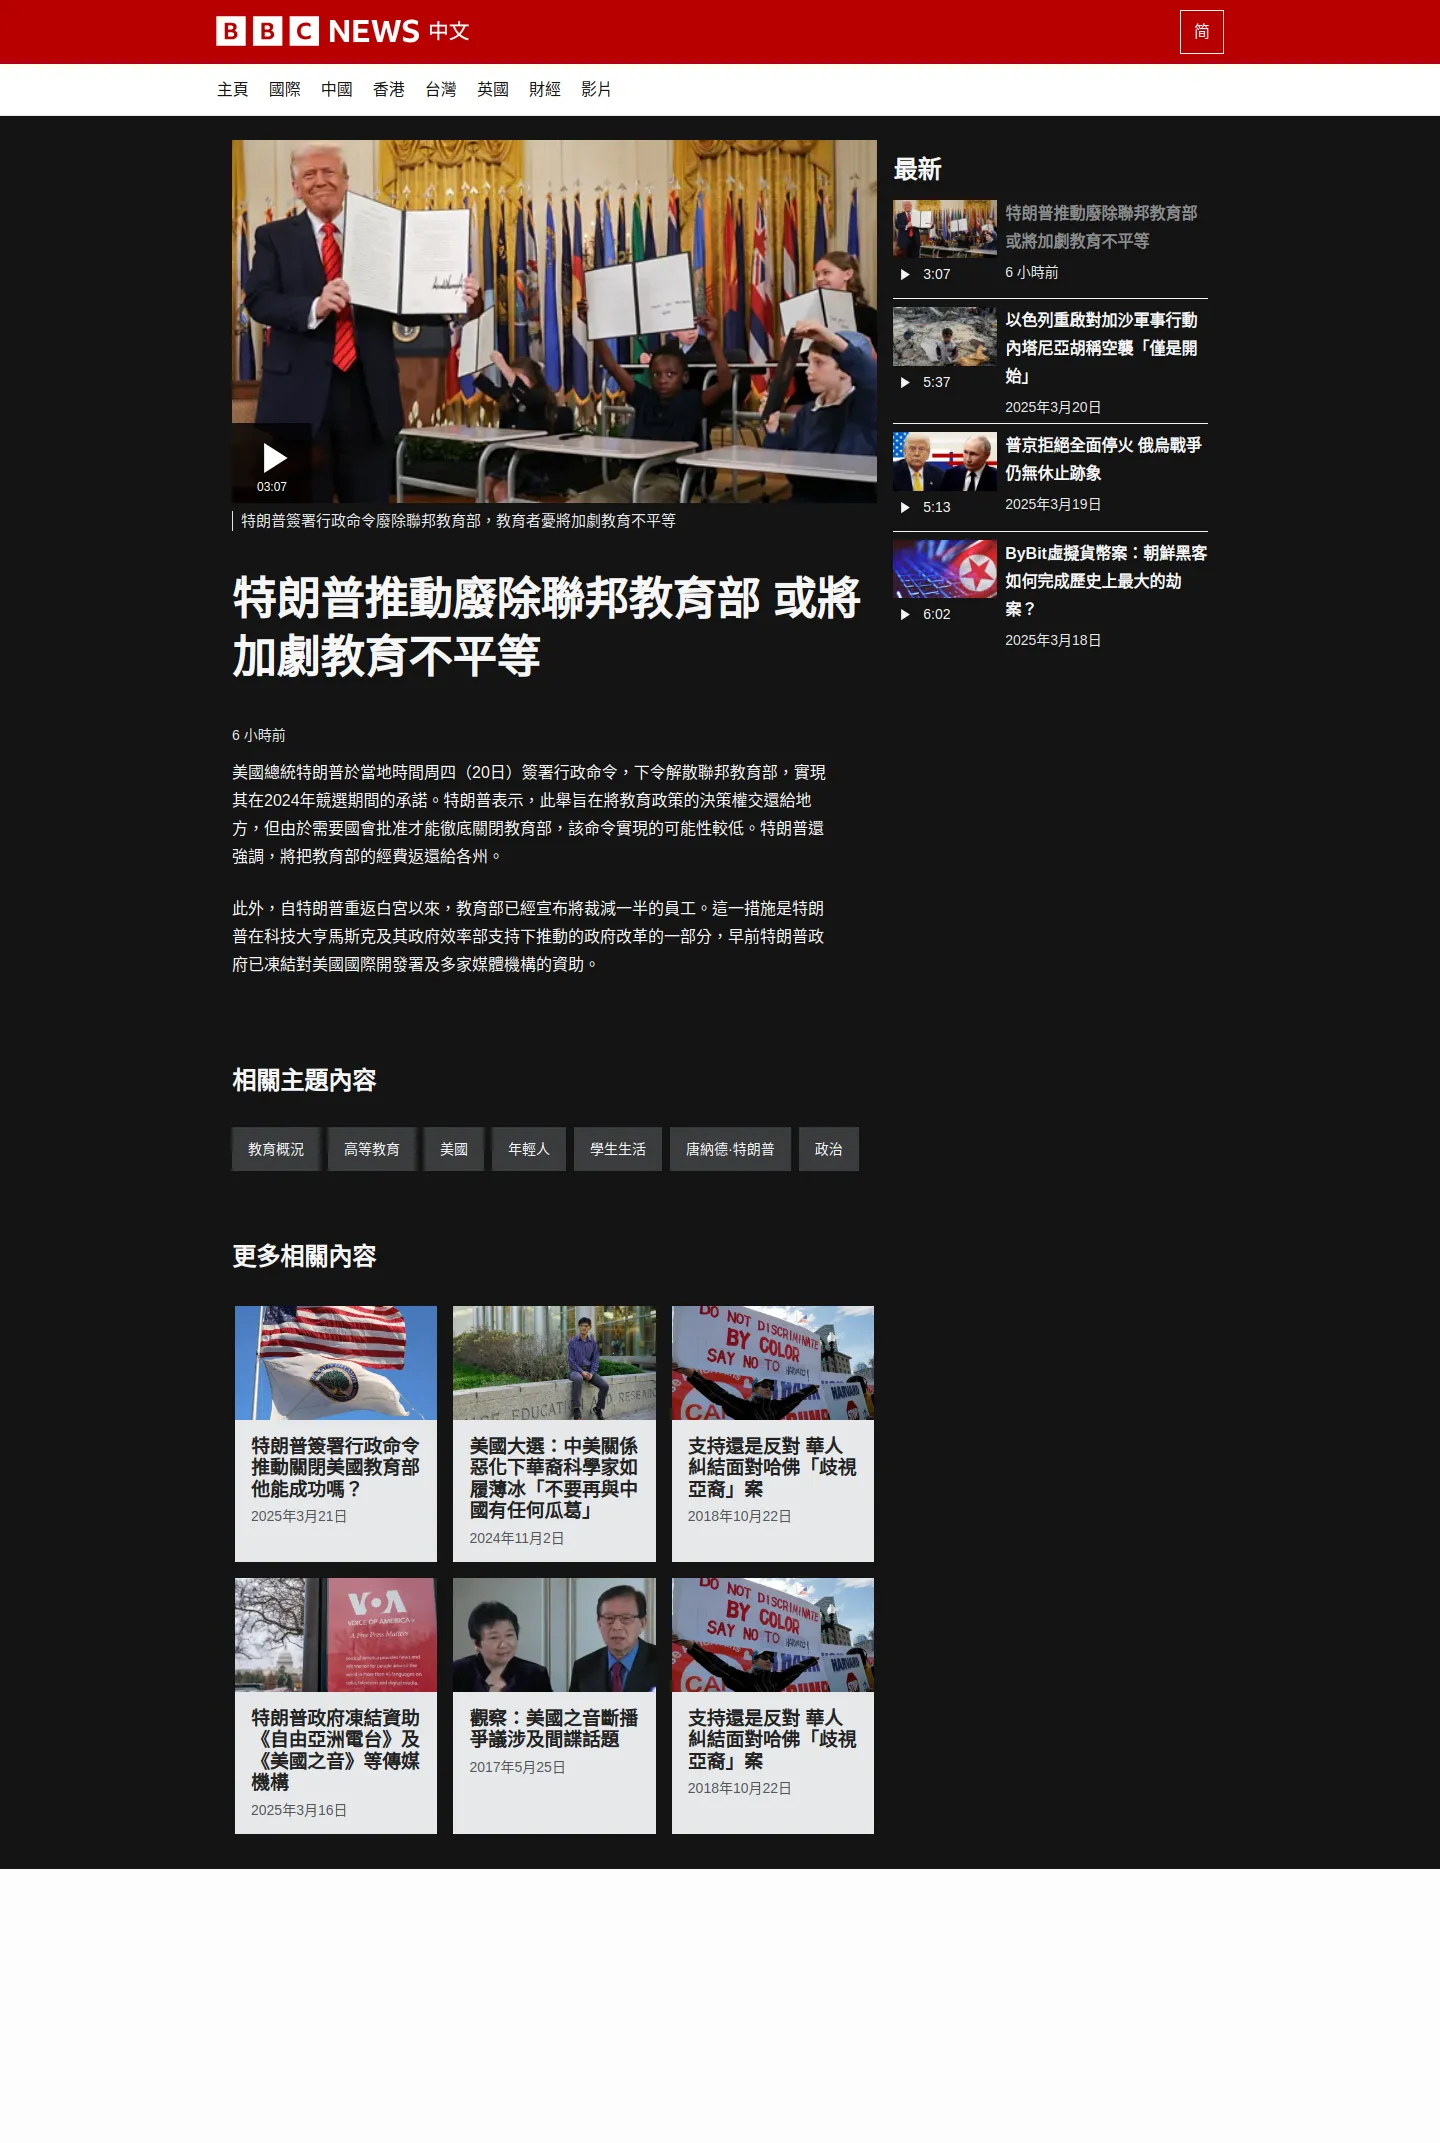 BBC NEWS 中文
简
主頁 國際 中國 香港 台灣 英國 財經 影片
03:07
特朗普簽署行政命令廢除聯邦教育部，教育者憂將加劇教育不平等
特朗普推動廢除聯邦教育部 或將
加劇教育不平等
6 小時前
美國總統特朗普於當地時間周四（20日）簽署行政命令，下令解散聯邦教育部，實現
其在2024年競選期間的承諾。特朗普表示，此舉旨在將教育政策的決策權交還給地
方，但由於需要國會批准才能徹底關閉教育部，該命令實現的可能性較低。特朗普還
強調，將把教育部的經費返還給各州。
此外，自特朗普重返白宮以來，教育部已經宣布將裁減一半的員工。這一措施是特朗
普在科技大亨馬斯克及其政府效率部支持下推動的政府改革的一部分，早前特朗普政
府已凍結對美國國際開發署及多家媒體機構的資助。
最新
特朗普推動廢除聯邦教育部
或將加劇教育不平等
3:07
6 小時前
以色列重啟對加沙軍事行動
內塔尼亞胡稱空襲「僅是開
始」
5:37
2025年3月20日
普京拒絕全面停火 俄烏戰爭
仍無休止跡象
5:13
2025年3月19日
ByBit虛擬貨幣案：朝鮮黑客
如何完成歷史上最大的劫
案？
6:02
2025年3月18日
相關主題內容
教育概況 高等教育 美國 年輕人 學生生活 唐納德·特朗普 政治
更多相關內容
特朗普簽署行政命令
推動關閉美國教育部
他能成功嗎？
2025年3月21日
EDUCATION AND RESEARC
美國大選：中美關係
惡化下華裔科學家如
履薄冰「不要再與中
國有任何瓜葛」
2024年11月2日
DO NOT DISCRIMINATE
BY COLOR
SAY NO TO HARVARD!
HARVARD
支持還是反對 華人
糾結面對哈佛「歧視
亞裔」案
2018年10月22日
VOA
VOICE OF AMERICA
A Free Press Matters
特朗普政府凍結資助
《自由亞洲電台》及
《美國之音》等傳媒
機構
2025年3月16日
觀察：美國之音斷播
爭議涉及間諜話題
2017年5月25日
DO NOT DISCRIMINATE
BY COLOR
SAY NO TO HARVARD!
HARVARD
支持還是反對 華人
糾結面對哈佛「歧視
亞裔」案
2018年10月22日